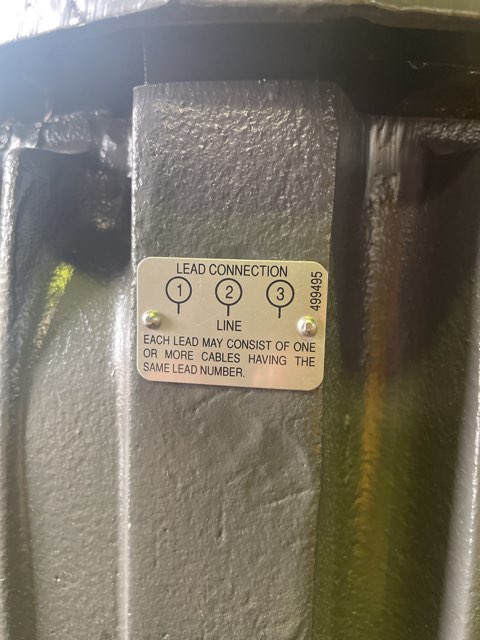 LEAD CONNECTION
1 2 3
499495
LINE
EACH LEAD MAY CONSIST OF ONE
OR MORE CABLES HAVING THE
SAME LEAD NUMBER.